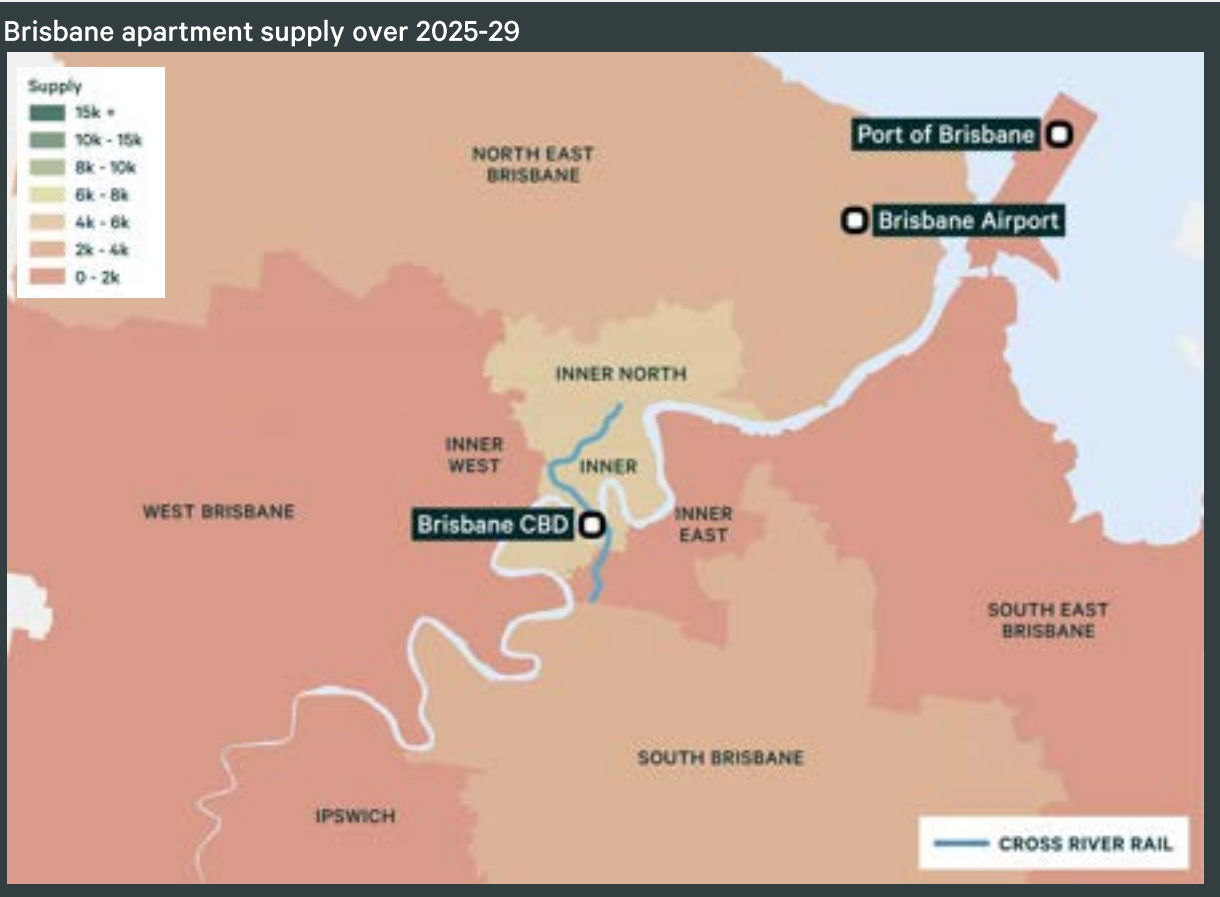 Brisbane apartment supply over 2025-29
Supply
15k +
10k - 15k
8k - 10k
6k - 8k
4k - 6k
2k - 4k
0 - 2k
Port of Brisbane
NORTH EAST
BRISBANE
Brisbane Airport
INNER NORTH
INNER
WEST
INNER
WEST BRISBANE
Brisbane CBD
INNER
EAST
SOUTH EAST
BRISBANE
SOUTH BRISBANE
IPSWICH
CROSS RIVER RAIL